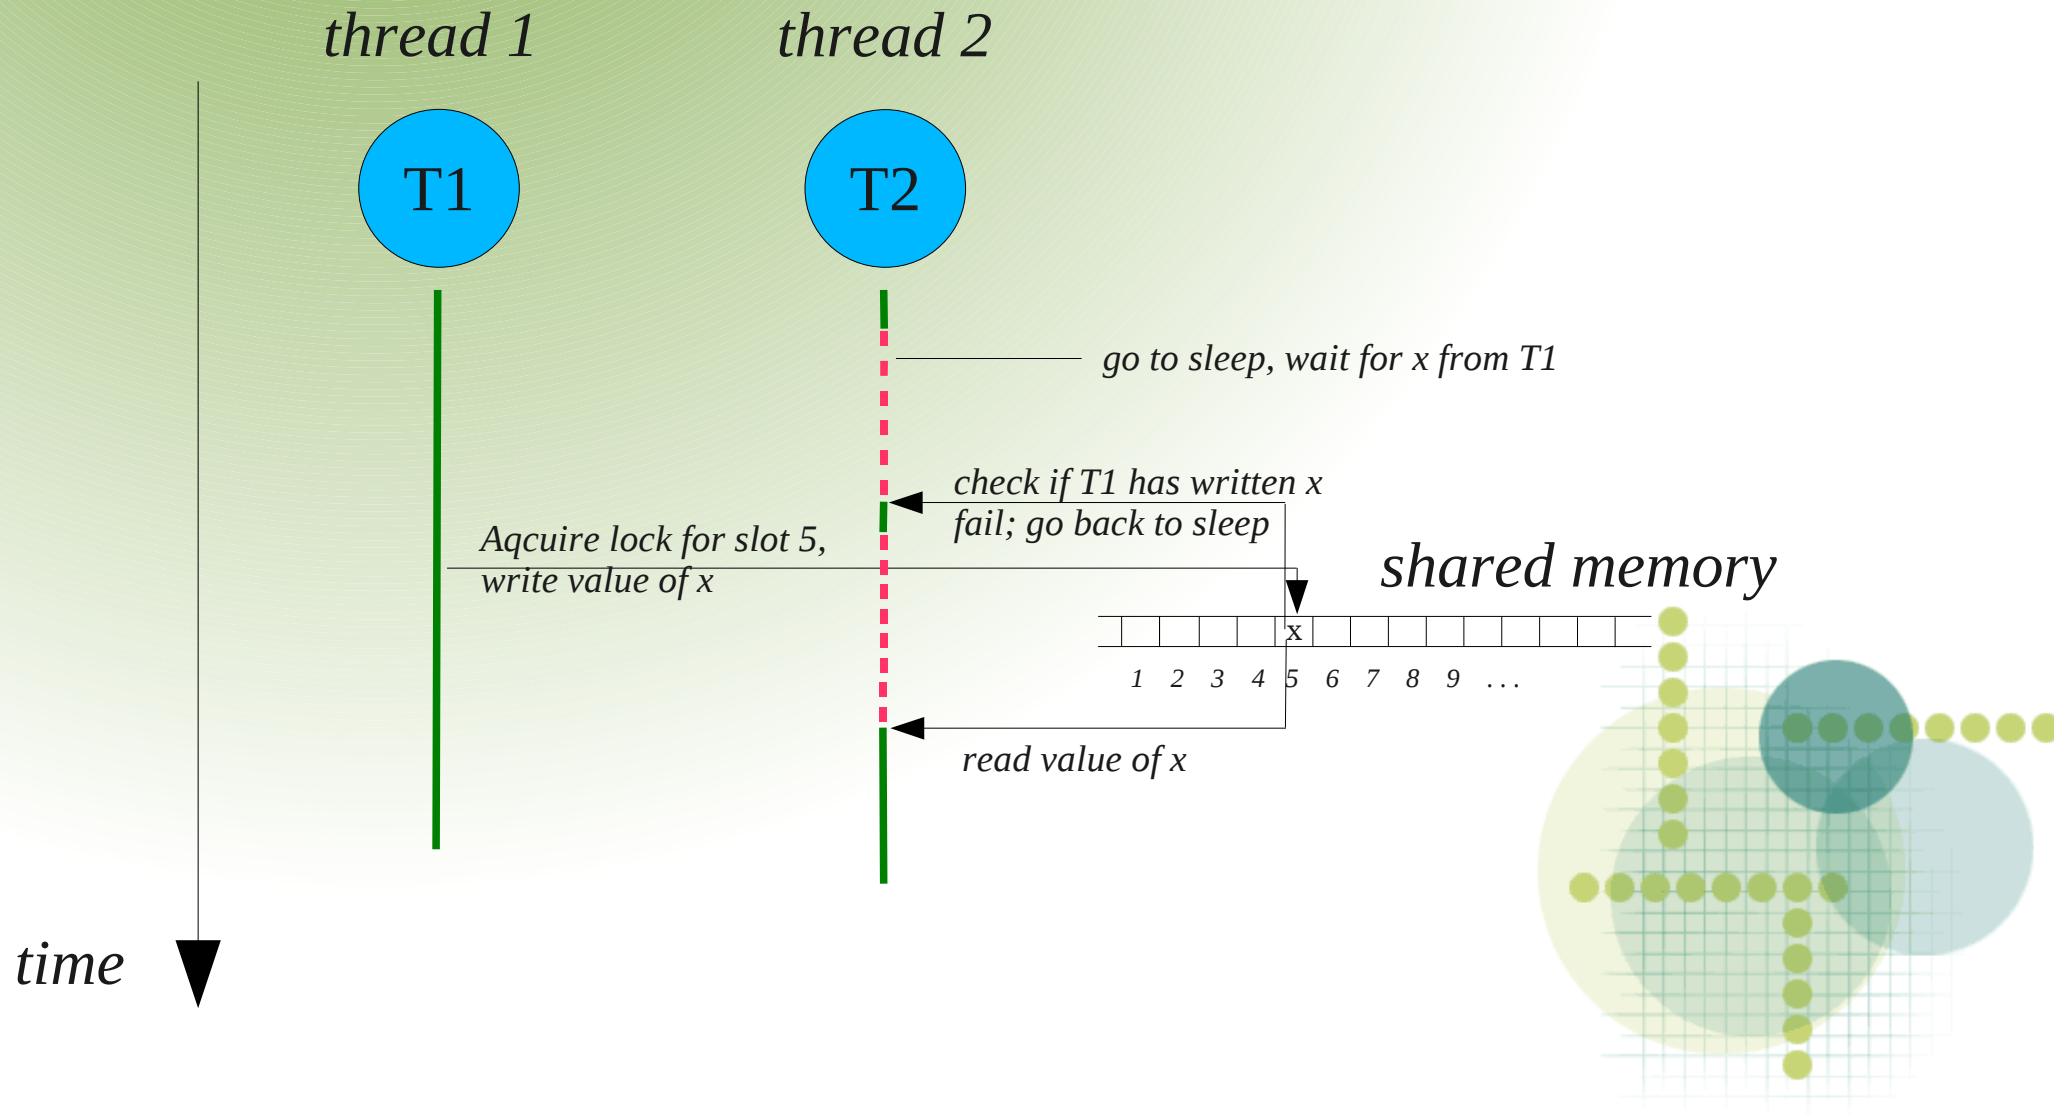 thread 1
thread 2
T1
T2
go to sleep, wait for x from T1
check if T1 has written x
fail; go back to sleep
Aqcuire lock for slot 5,
write value of x
shared memory
x
1 2 3 4 5 6 7 8 9 ...
read value of x
time